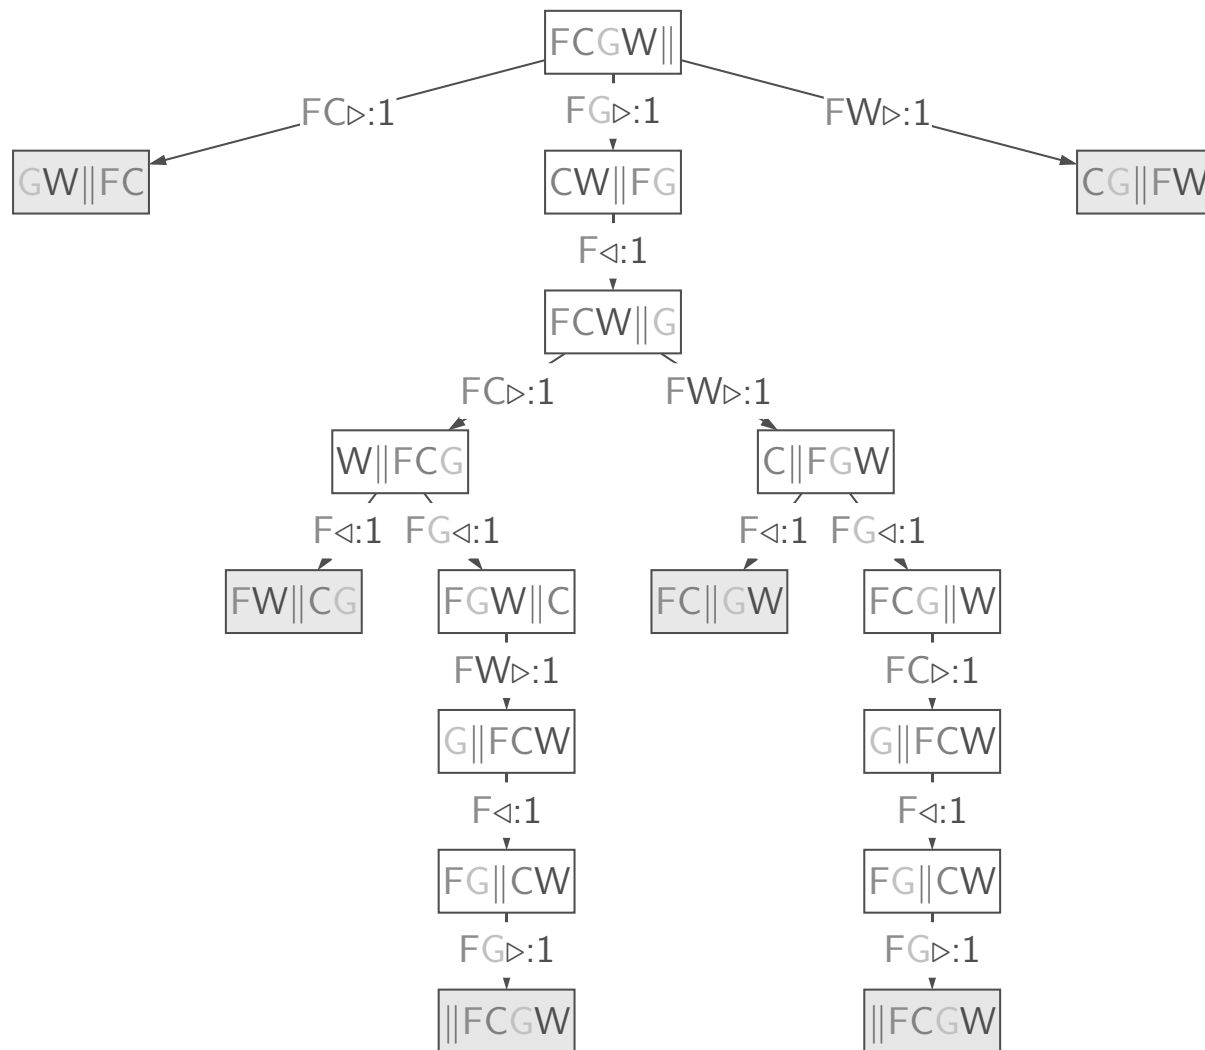 FCGW||
FC▷:1 FG▷:1 FW▷:1
GW||FC CW||FG CG||FW
F◁:1
FCW||G
FC▷:1 FW▷:1
W||FCG C||FGW
F◁:1 FG◁:1 F◁:1 FG◁:1
FW||CG FGW||C FC||GW FCG||W
FW▷:1 FC▷:1
G||FCW G||FCW
F◁:1 F◁:1
FG||CW FG||CW
FG▷:1 FG▷:1
||FCGW ||FCGW